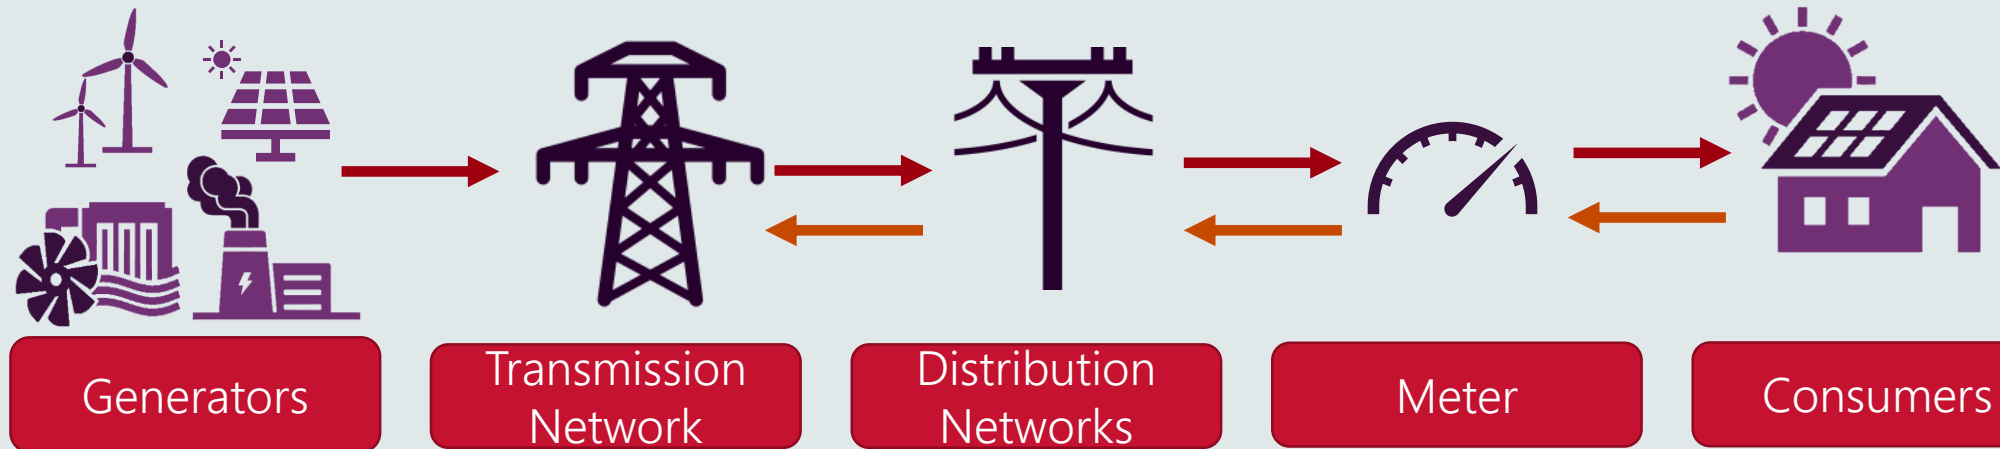 Generators
Transmission
Network
Distribution
Networks
Meter
Consumers